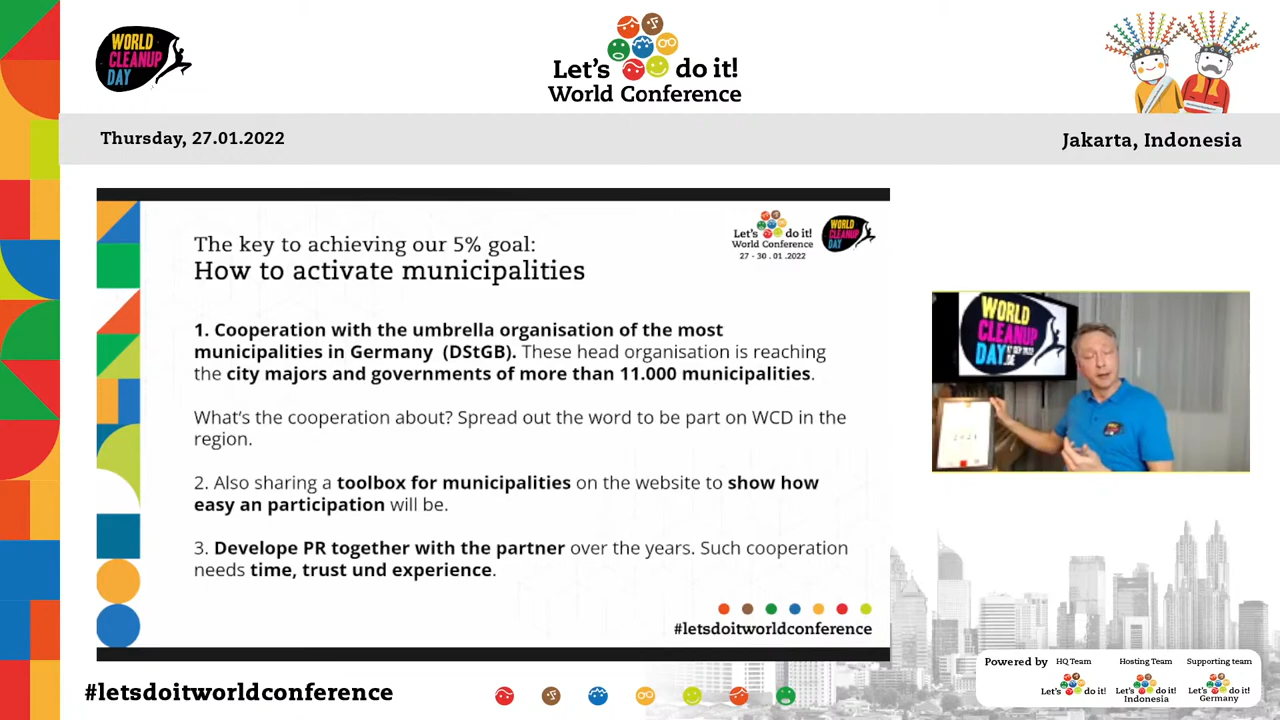 WORLD
CLEANUP
DAY
Let's do it!
World Conference
Thursday, 27.01.2022
Jakarta, Indonesia
Let's do it!
World Conference
27 - 30 . 01 .2022
WORLD
CLEANUP
DAY
The key to achieving our 5% goal:
How to activate municipalities
1. Cooperation with the umbrella organisation of the most
municipalities in Germany (DStGB). These head organisation is reaching
the city majors and governments of more than 11.000 municipalities.
What's the cooperation about? Spread out the word to be part on WCD in the
region.
2. Also sharing a toolbox for municipalities on the website to show how
easy an participation will be.
3. Develope PR together with the partner over the years. Such cooperation
needs time, trust und experience.
#letsdoitworldconference
WORLD
CLEANUP
DAY
2021
#letsdoitworldconference
Powered by
HQ Team
Hosting Team
Supporting team
Let's do it!
Let's do it!
Indonesia
Let's do it!
Germany